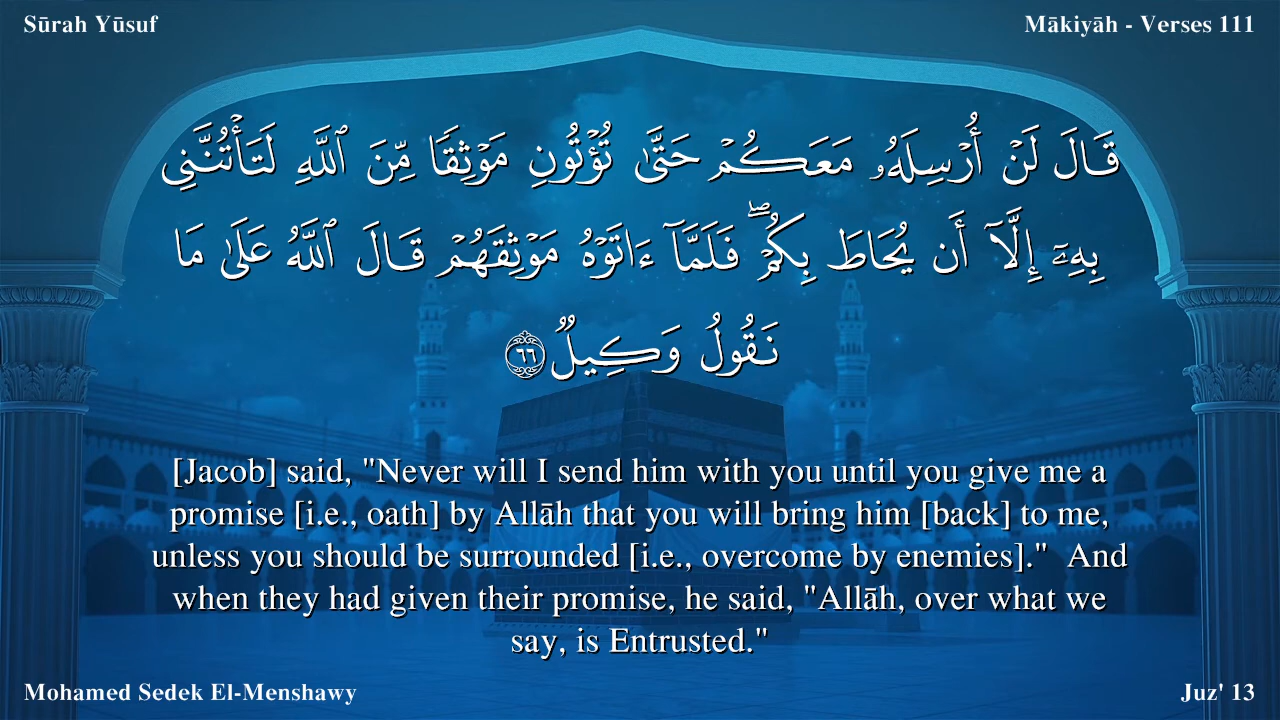 Sūrah Yūsuf
Mākiyāh - Verses 111
قَالَ لَنْ أُرْسِلَهُۥ مَعَكُمْ حَتَّىٰ تُؤْتُونِ مَوْثِقًا مِّنَ ٱللَّهِ لَتَأْتُنَّنِى
بِهِۦٓ إِلَّآ أَن يُحَاطَ بِكُمْ ۖ فَلَمَّآ ءَاتَوْهُ مَوْثِقَهُمْ قَالَ ٱللَّهُ عَلَىٰ مَا
نَقُولُ وَكِيلٌ ٦٦
[Jacob] said, "Never will I send him with you until you give me a
promise [i.e., oath] by Allāh that you will bring him [back] to me,
unless you should be surrounded [i.e., overcome by enemies]."  And
when they had given their promise, he said, "Allāh, over what we
say, is Entrusted."
Mohamed Sedek El-Menshawy
Juz' 13